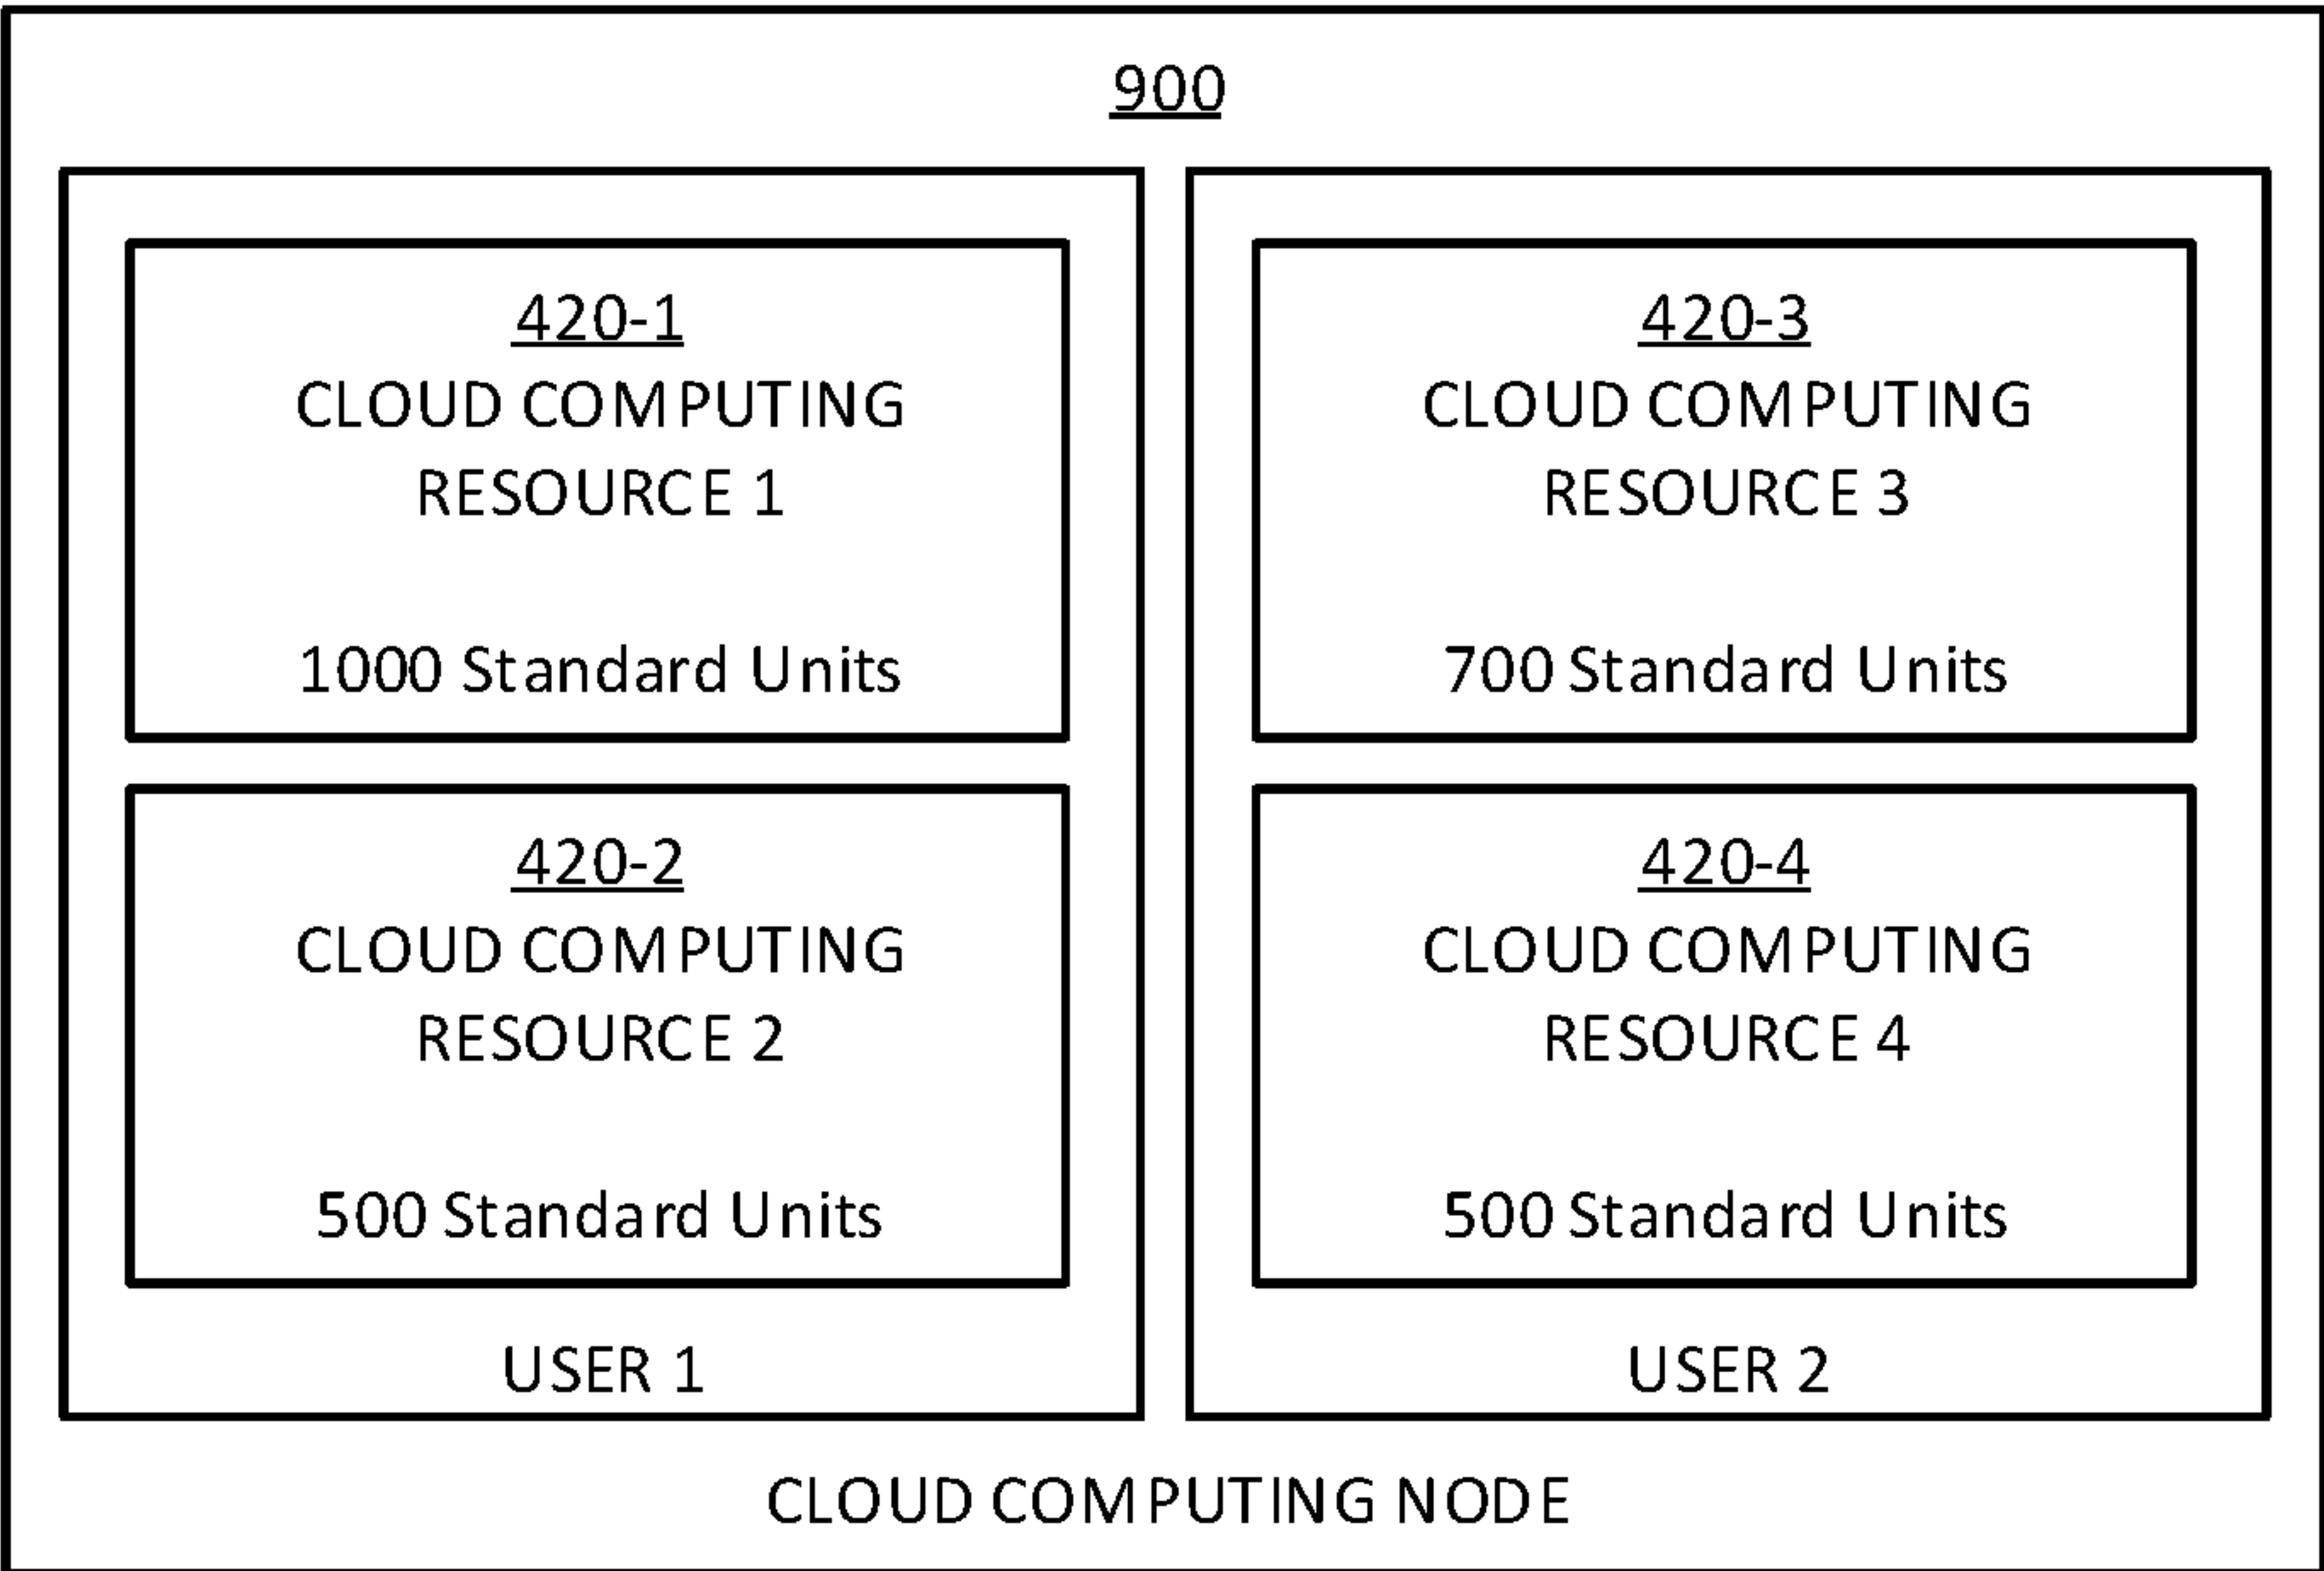 900
420-1
CLOUD COMPUTING
RESOURCE 1
1000 Standard Units
420-2
CLOUD COMPUTING
RESOURCE 2
500 Standard Units
USER 1
420-3
CLOUD COMPUTING
RESOURCE 3
700 Standard Units
420-4
CLOUD COMPUTING
RESOURCE 4
500 Standard Units
USER 2
CLOUD COMPUTING NODE